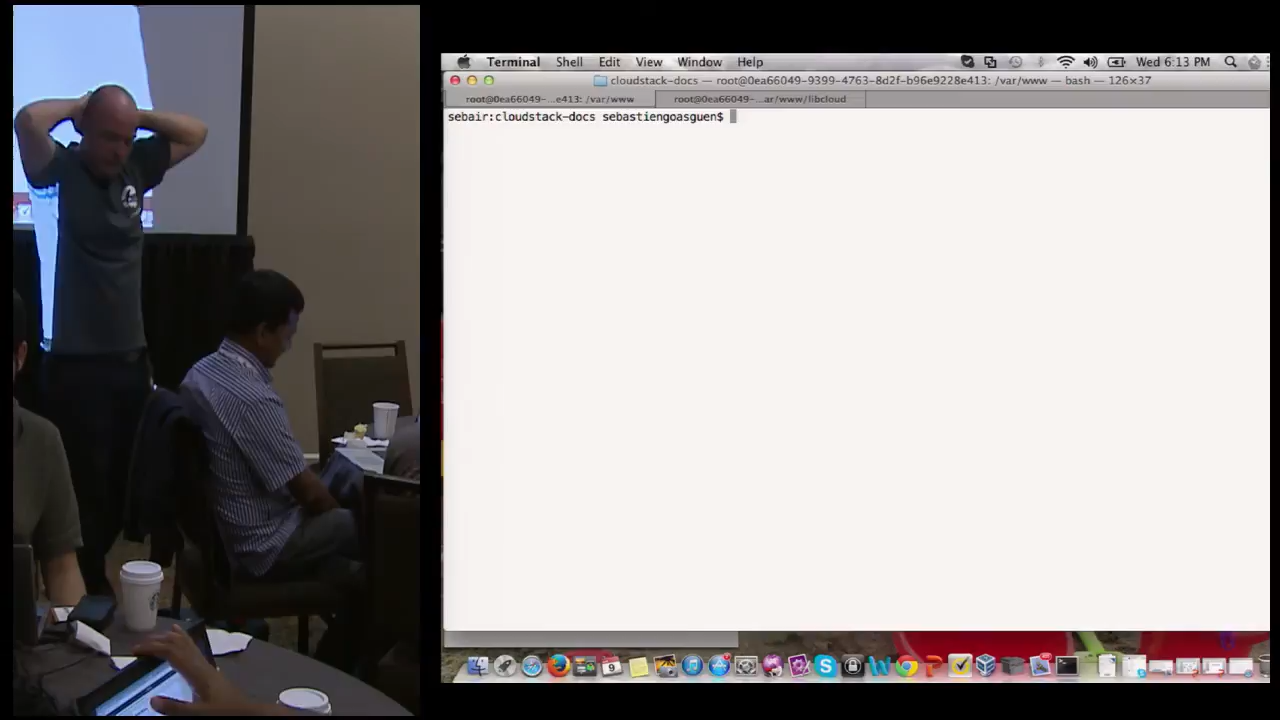 Terminal Shell Edit View Window Help Wed 6:13 PM
cloudstack-docs — root@0ea66049-9399-4763-8d2f-b96e9228e413: /var/www — bash — 126×37
root@0ea66049-...e413: /var/www root@0ea66049-...ar/www/libcloud
sebair:cloudstack-docs sebastiengoasguen$
9